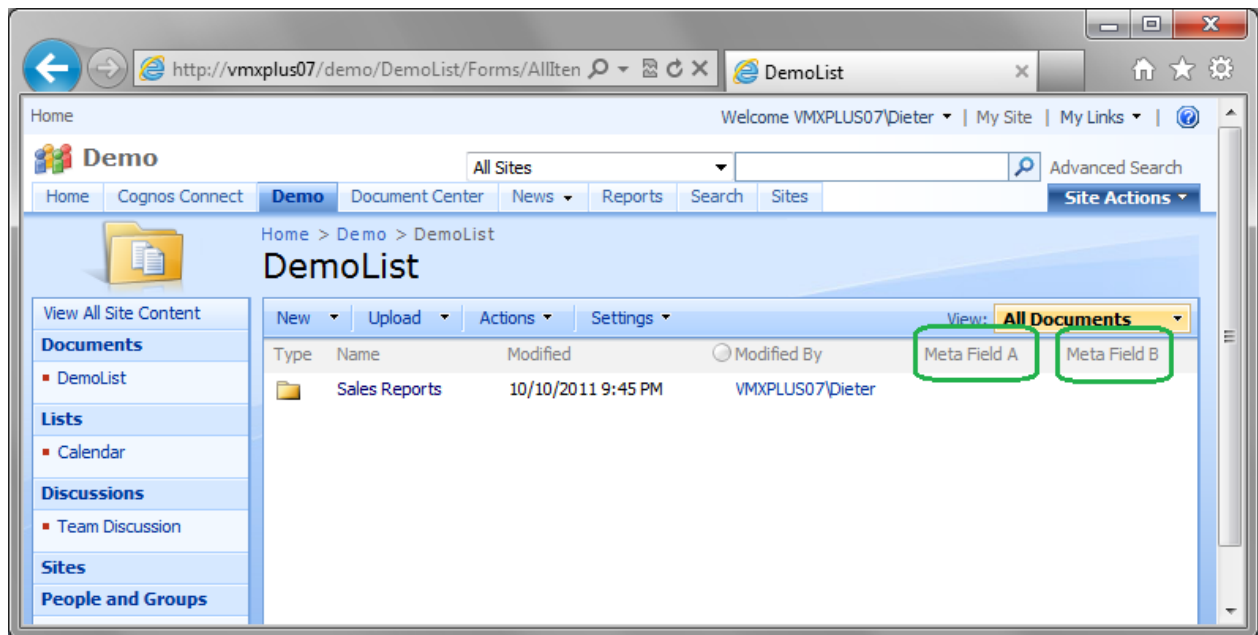 http://vmxplus07/demo/DemoList/Forms/AllIten
DemoList
Home
Welcome VMXPLUS07\Dieter | My Site | My Links |
Demo
All Sites
Advanced Search
Home Cognos Connect Demo Document Center News Reports Search Sites Site Actions
Home > Demo > DemoList
DemoList
View All Site Content
Documents
DemoList
Lists
Calendar
Discussions
Team Discussion
Sites
People and Groups
New Upload Actions Settings View: All Documents
Type Name Modified Modified By Meta Field A Meta Field B
Sales Reports 10/10/2011 9:45 PM VMXPLUS07\Dieter